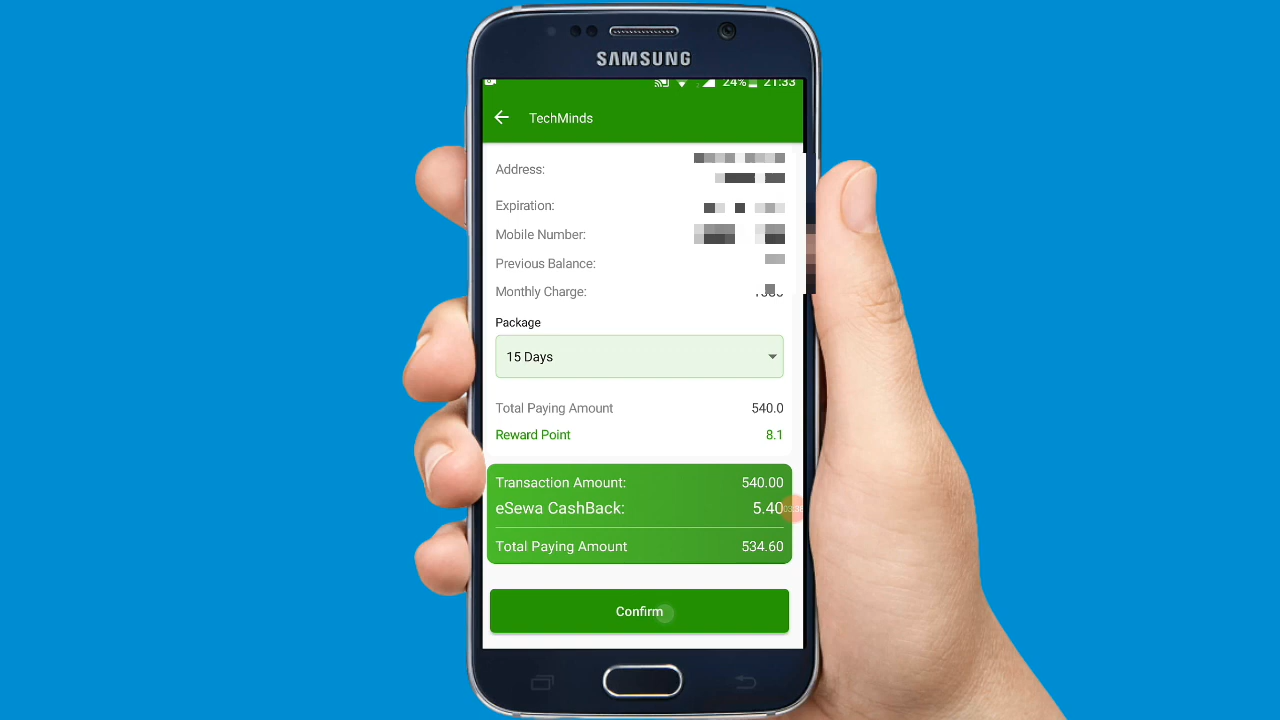 SAMSUNG
24% 21:33
TechMinds
Address:
Expiration:
Mobile Number:
Previous Balance:
Monthly Charge:
Package
15 Days
Total Paying Amount 540.0
Reward Point 8.1
Transaction Amount: 540.00
eSewa CashBack: 5.40
Total Paying Amount 534.60
Confirm